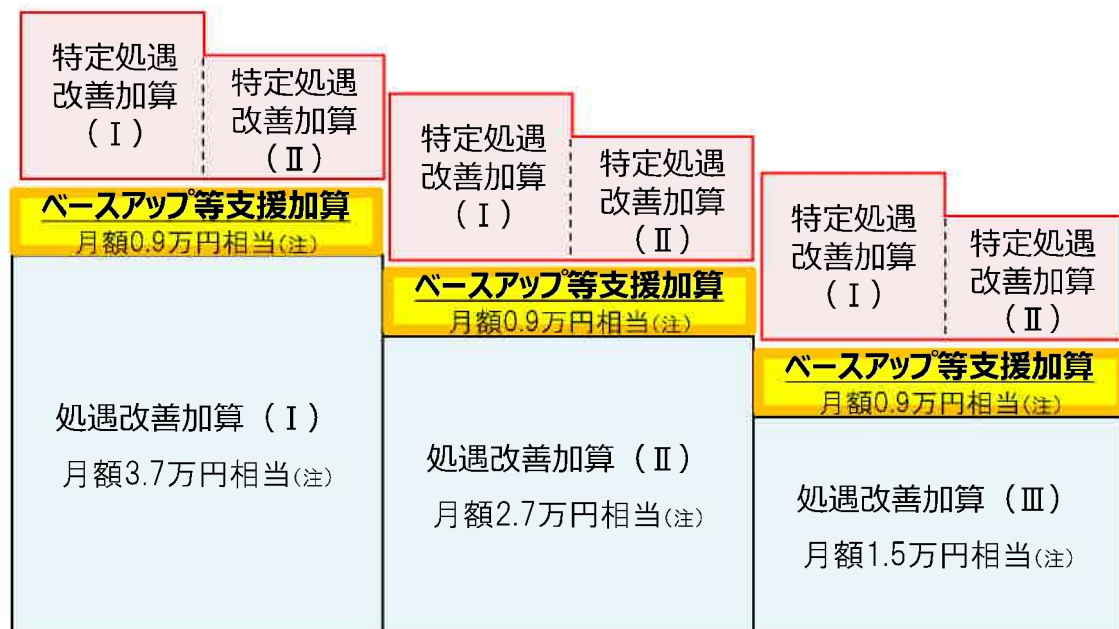 特定処遇
改善加算
（Ⅰ）
特定処遇
改善加算
（Ⅱ）
ベースアップ等支援加算
月額0.9万円相当(注)
処遇改善加算（Ⅰ）
月額3.7万円相当(注)
特定処遇
改善加算
（Ⅰ）
特定処遇
改善加算
（Ⅱ）
ベースアップ等支援加算
月額0.9万円相当(注)
処遇改善加算（Ⅱ）
月額2.7万円相当(注)
特定処遇
改善加算
（Ⅰ）
特定処遇
改善加算
（Ⅱ）
ベースアップ等支援加算
月額0.9万円相当(注)
処遇改善加算（Ⅲ）
月額1.5万円相当(注)